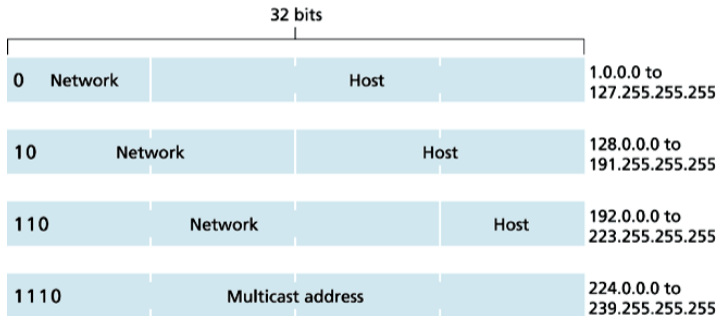 32 bits
0 Network Host 1.0.0.0 to
127.255.255.255
10 Network Host 128.0.0.0 to
191.255.255.255
110 Network Host 192.0.0.0 to
223.255.255.255
1110 Multicast address 224.0.0.0 to
239.255.255.255